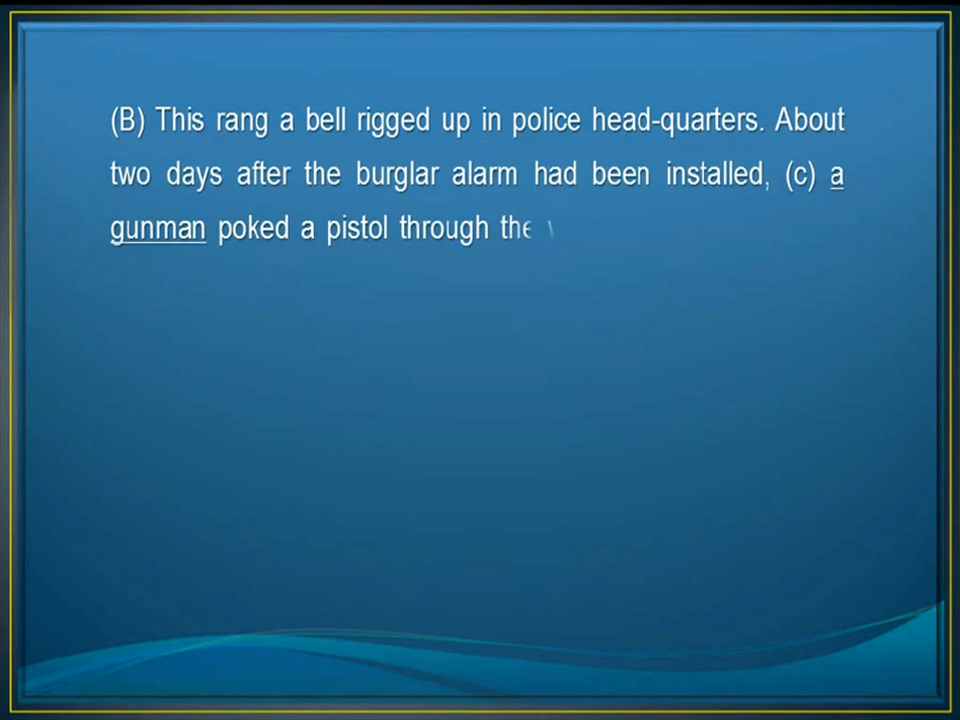 (B) This rang a bell rigged up in police head-quarters. About
two days after the burglar alarm had been installed, (c) a
gunman poked a pistol through the